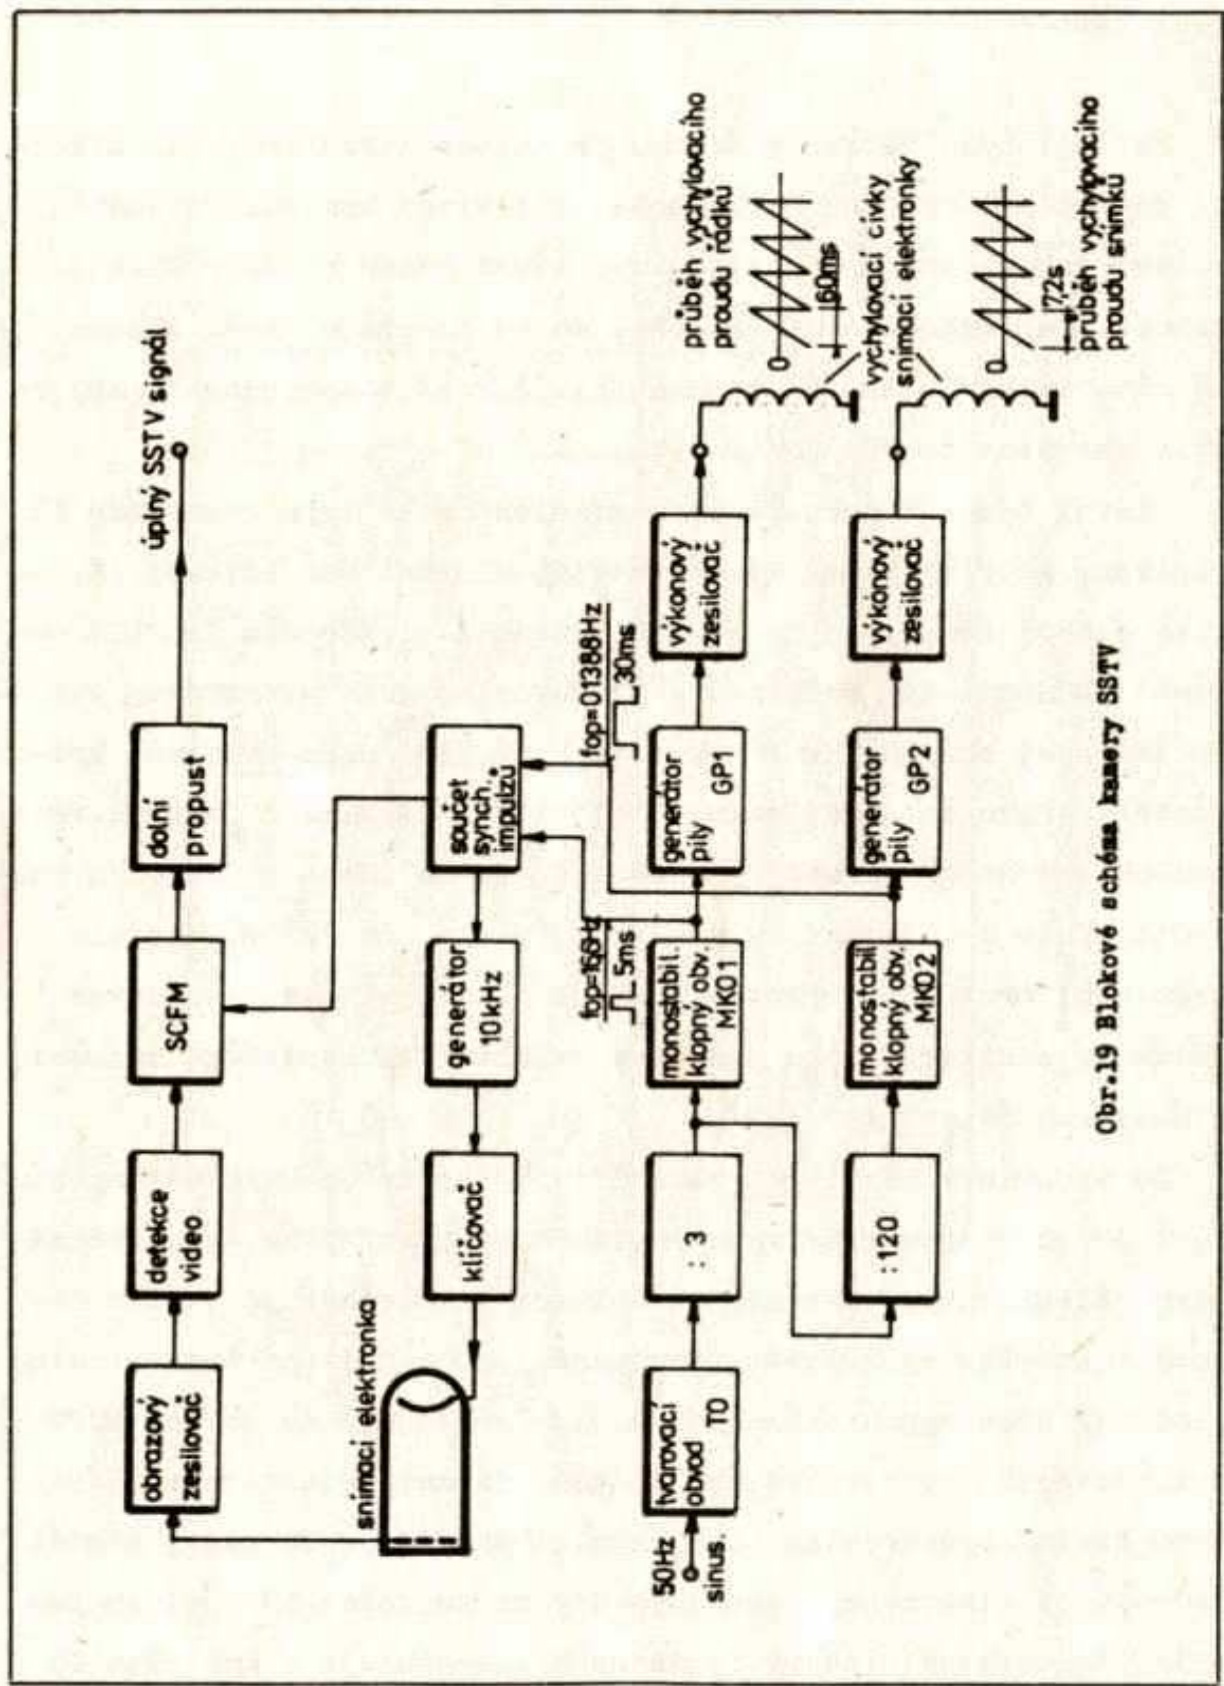 obrazový
zesilovač
detekce
video
SCFM
dolní
propust
úplný SSTV signál
snímací elektronka
klíčovač
generátor
10kHz
součet
synch.
impulzů
50Hz
sinus.
tvarovací
obvod TO
: 3
fop=16,6Hz
5ms
monostabil.
klopný obv.
MKO1
fop=0,1388Hz
30ms
generátor
pily GP1
výkonový
zesilovač
průběh vychylovacího
proudu řádků
0
60ms
vychylovací cívky
snímací elektronky
:120
monostabil
klopný obv.
MKO2
generátor
pily GP2
výkonový
zesilovač
0
7,2s
průběh vychylovacího
proudu snímků
Obr.19 Blokové schéma kamery SSTV